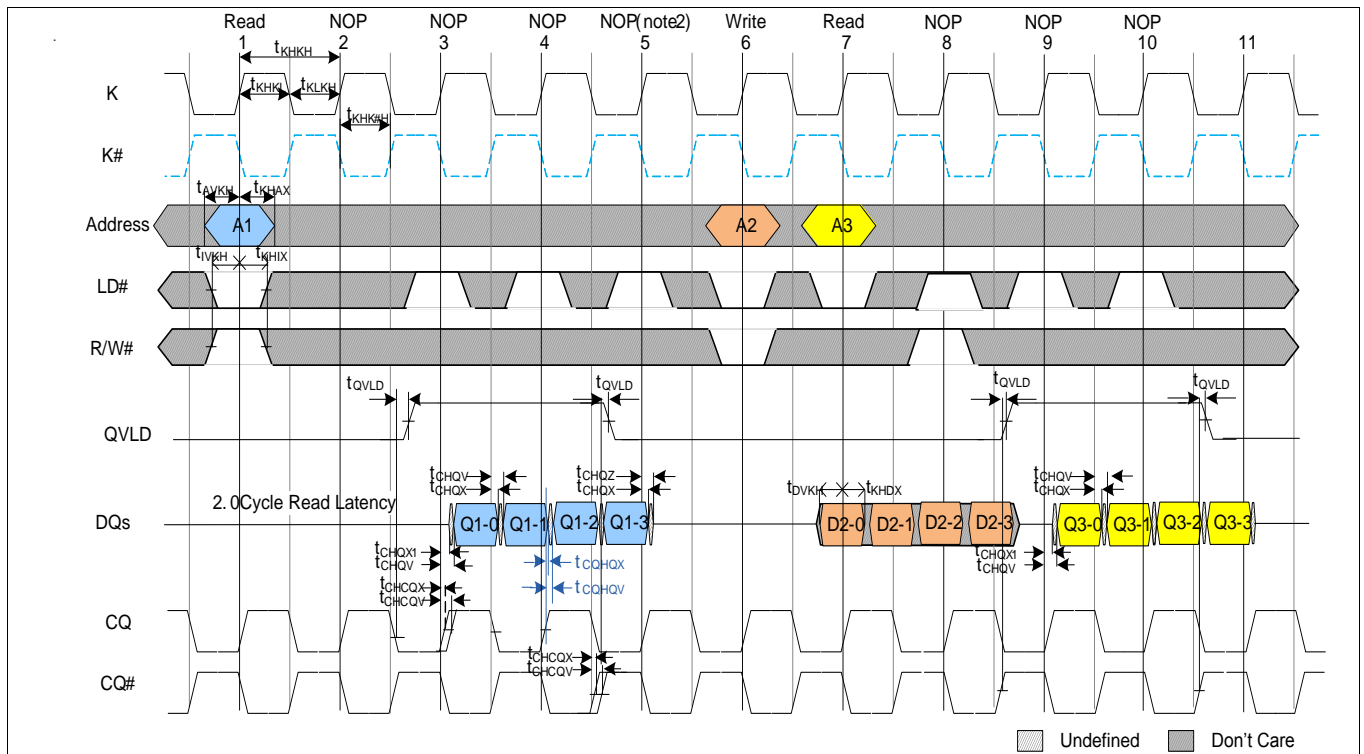 Read NOP NOP NOP NOP(note2) Write Read NOP NOP NOP
1 2 3 4 5 6 7 8 9 10 11
tKHKH
K
tKHKL tKLKH
tKHK#H
K#
tAVKH tKHAX
Address A1 A2 A3
tIVKH tKHIX
LD#
R/W#
tQVLD tQVLD tQVLD tQVLD
QVLD
tCHQV tCHQZ tCHQV
tCHQX tCHQX tDVKH tKHDX tCHQX
2.0Cycle Read Latency
DQs Q1-0 Q1-1 Q1-2 Q1-3 D2-0 D2-1 D2-2 D2-3 Q3-0 Q3-1 Q3-2 Q3-3
tCHQX1 tCQHQX tCHQX1
tCHQV tCHQV
tCHCQX tCQHQV
tCHCQV
CQ
tCHCQX
tCHCQV
CQ#
Undefined Don't Care